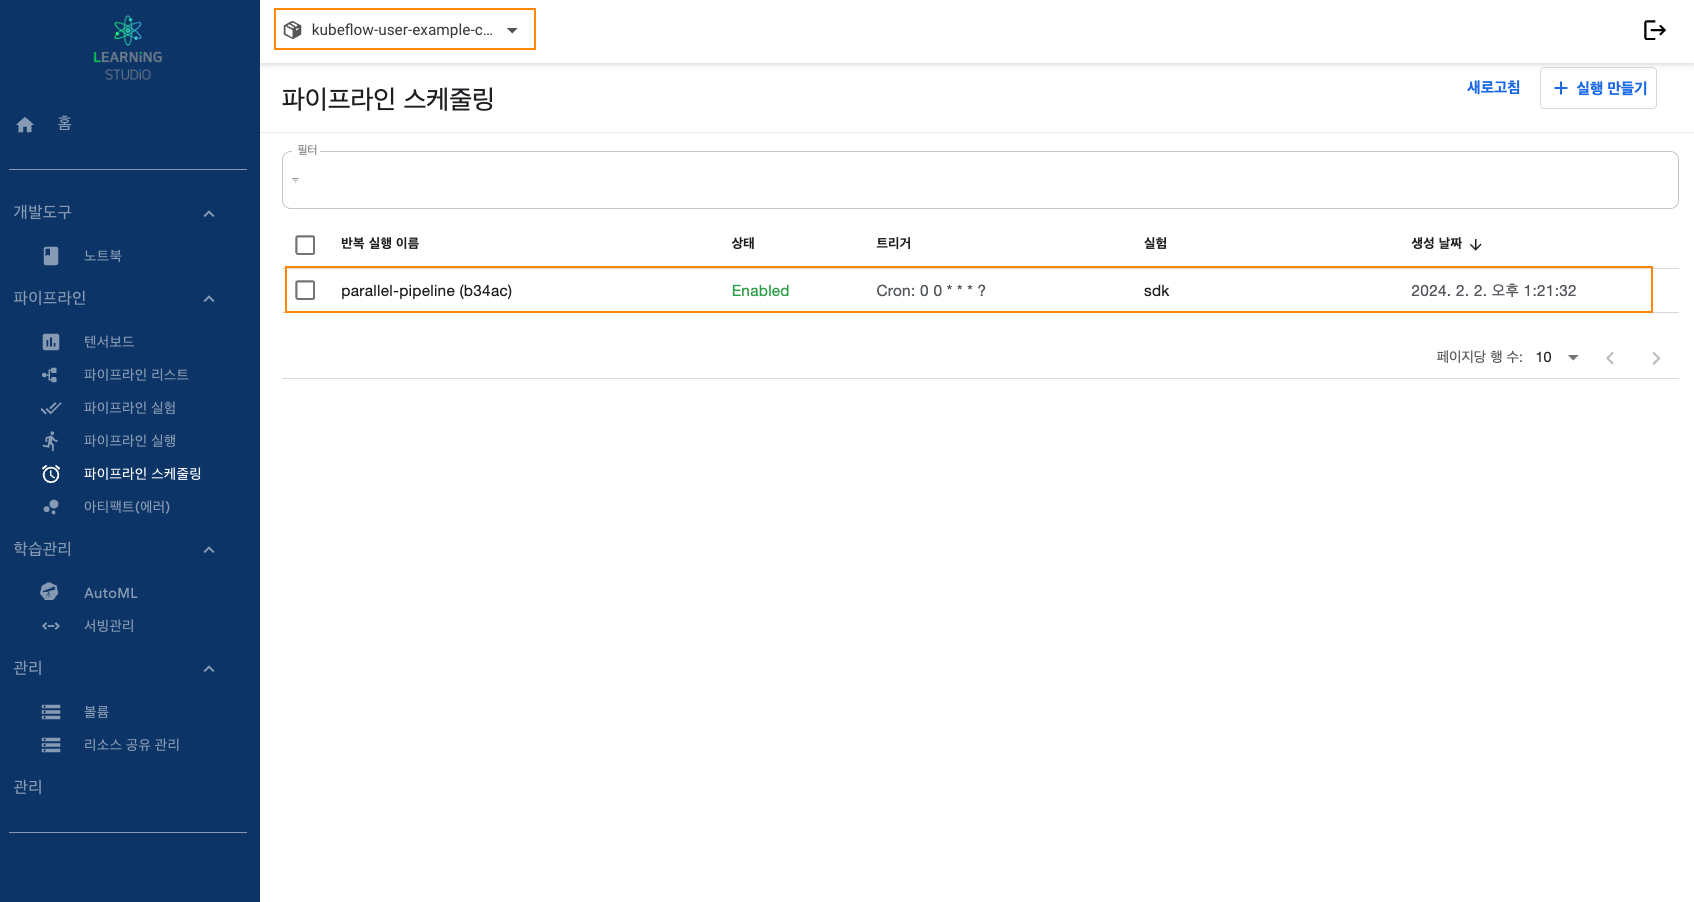 LEARNiNG
STUDIO
홈
개발도구
노트북
파이프라인
텐서보드
파이프라인 리스트
파이프라인 실험
파이프라인 실행
파이프라인 스케줄링
아티팩트(에러)
학습관리
AutoML
서빙관리
관리
볼륨
리소스 공유 관리
관리
kubeflow-user-example-c...
파이프라인 스케줄링
새로고침
+ 실행 만들기
필터
반복 실행 이름 상태 트리거 실험 생성 날짜 ↓
parallel-pipeline (b34ac) Enabled Cron: 0 0 * * * ? sdk 2024. 2. 2. 오후 1:21:32
페이지당 행 수: 10